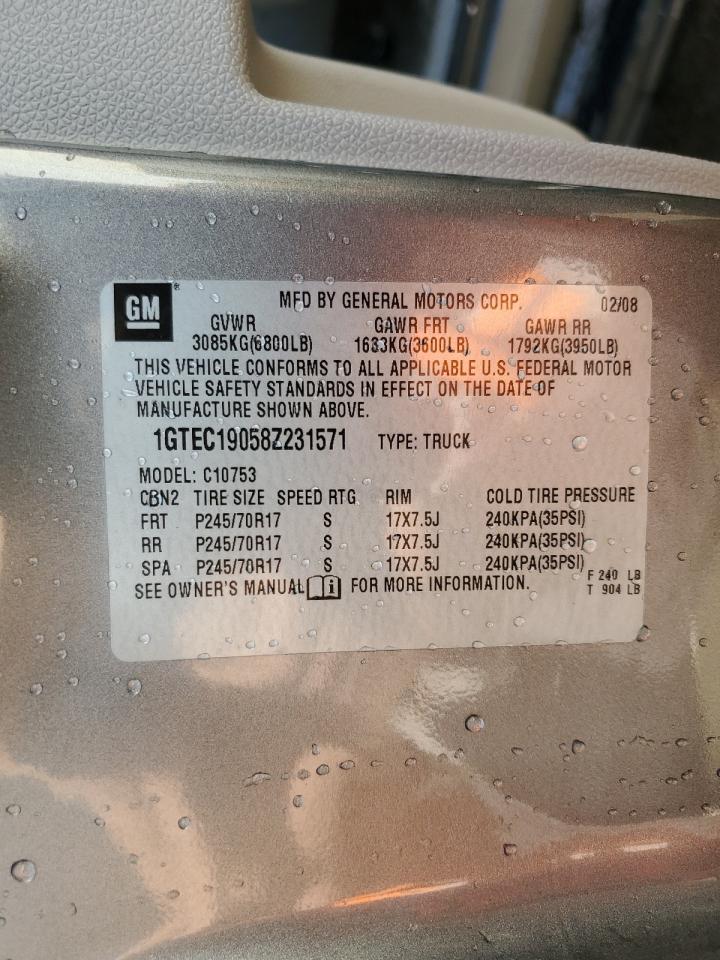 GM ® MFD BY GENERAL MOTORS CORP. 02/08
GVWR GAWR FRT GAWR RR
3085KG(6800LB) 1633KG(3600LB) 1792KG(3950LB)
THIS VEHICLE CONFORMS TO ALL APPLICABLE U.S. FEDERAL MOTOR
VEHICLE SAFETY STANDARDS IN EFFECT ON THE DATE OF
MANUFACTURE SHOWN ABOVE.
1GTEC19058Z231571 TYPE: TRUCK
MODEL: C10753
CBN2 TIRE SIZE SPEED RTG RIM COLD TIRE PRESSURE
FRT P245/70R17 S 17X7.5J 240KPA(35PSI)
RR P245/70R17 S 17X7.5J 240KPA(35PSI)
SPA P245/70R17 S 17X7.5J 240KPA(35PSI)
F 240 LB
SEE OWNER'S MANUAL i FOR MORE INFORMATION. T 904 LB